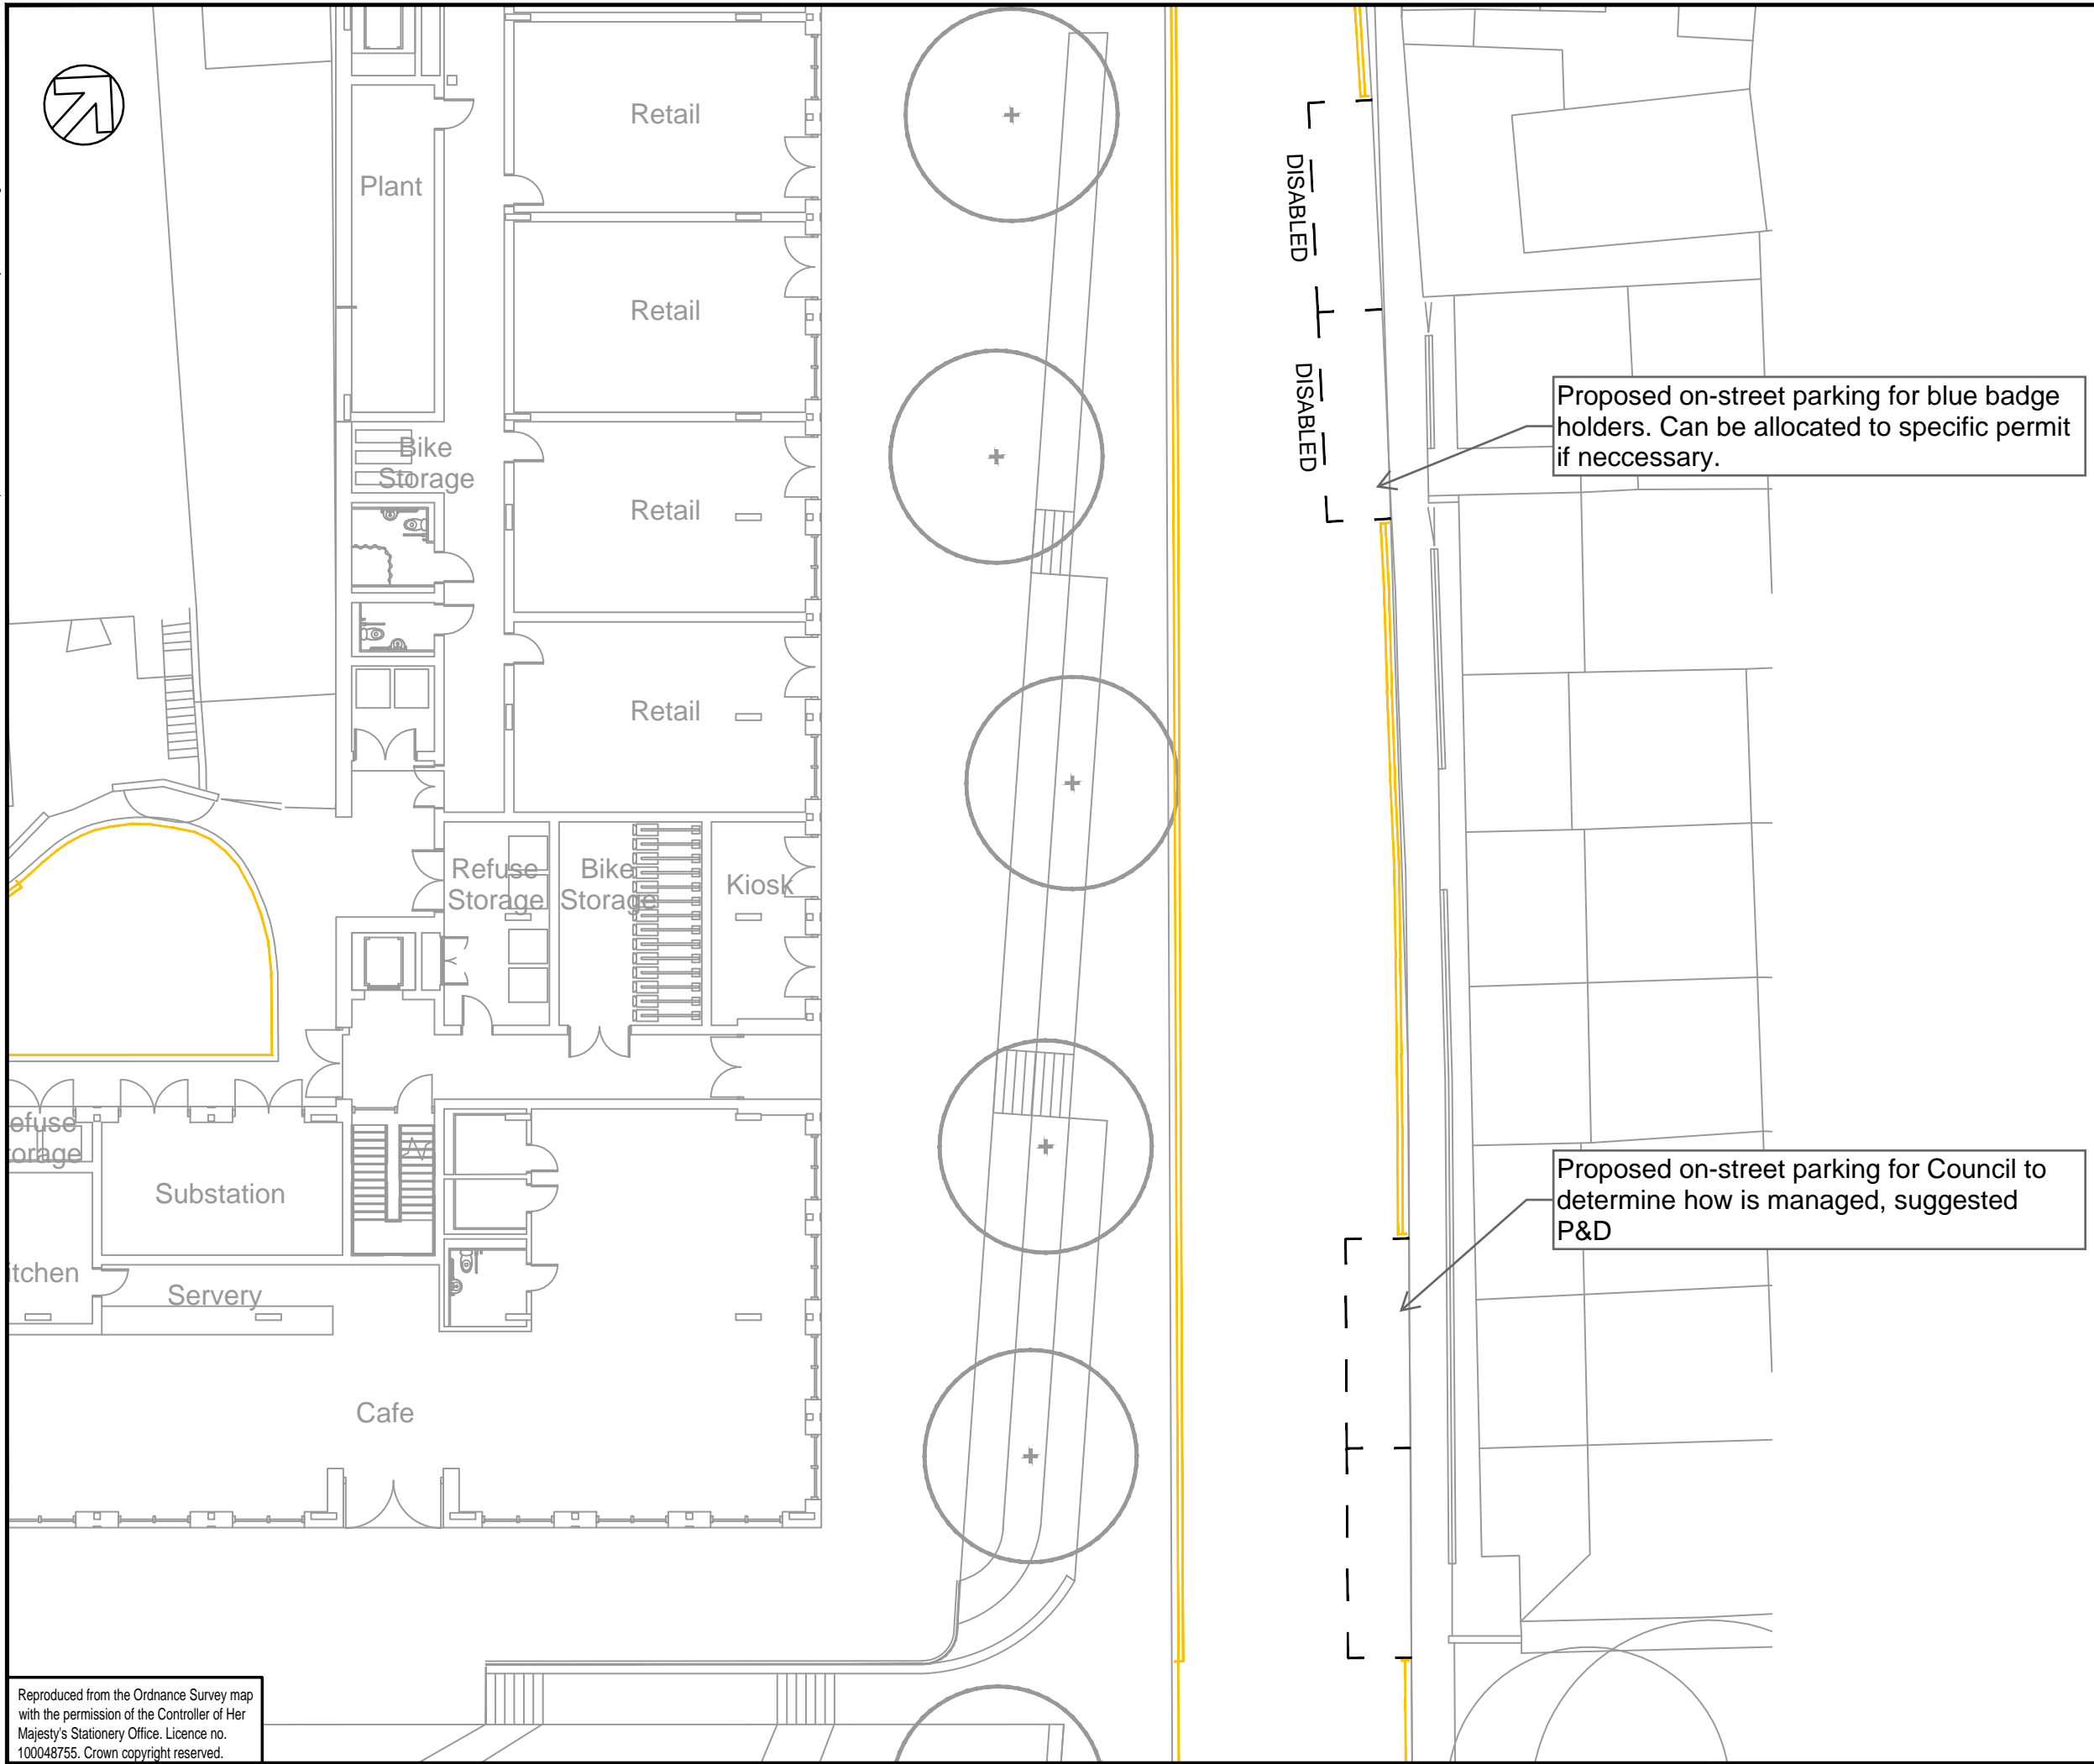 Retail
DISABLED
Plant
Retail
DISABLED
Proposed on-street parking for blue badge
holders. Can be allocated to specific permit
if neccessary.
Bike
Storage
Retail
Retail
Refuse
Storage
Bike
Storage
Kiosk
efuse
orage
Substation
Proposed on-street parking for Council to
determine how is managed, suggested
P&D
itchen
Servery
Cafe
Reproduced from the Ordnance Survey map
with the permission of the Controller of Her
Majesty's Stationery Office. Licence no.
100048755. Crown copyright reserved.